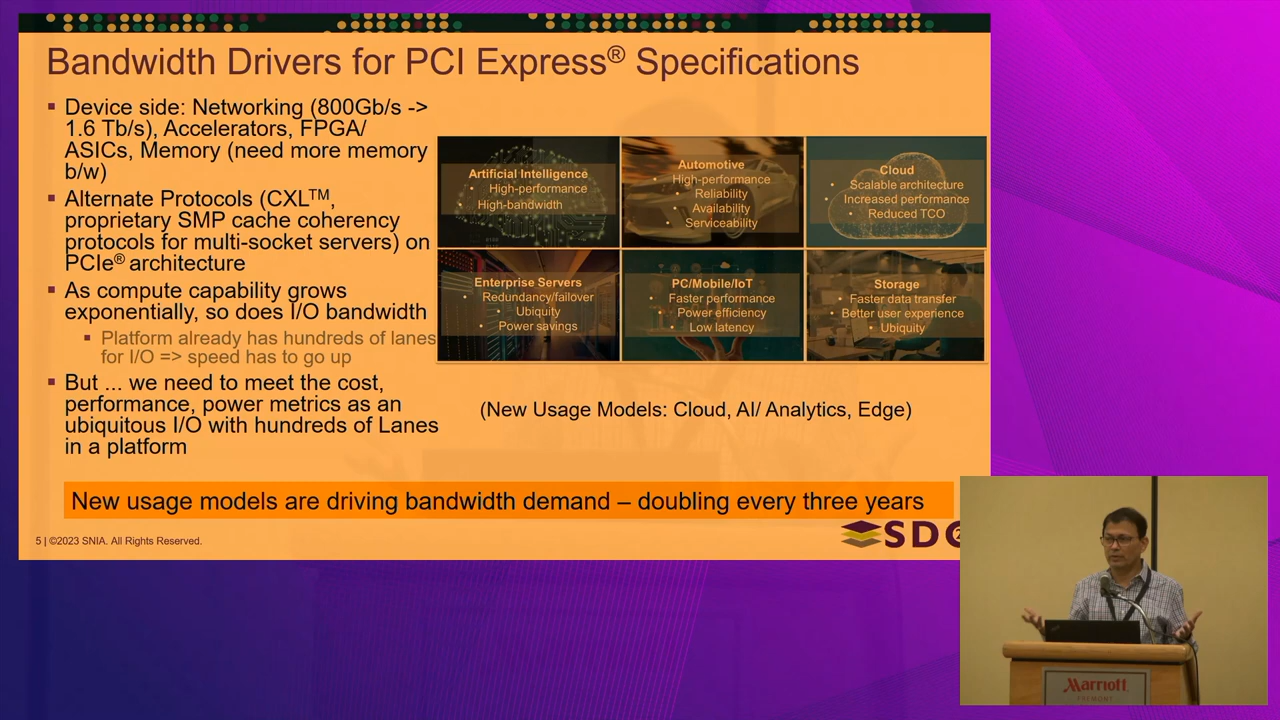 Bandwidth Drivers for PCI Express® Specifications
▪ Device side: Networking (800Gb/s ->
1.6 Tb/s), Accelerators, FPGA/
ASICs, Memory (need more memory
b/w)
▪ Alternate Protocols (CXL™,
proprietary SMP cache coherency
protocols for multi-socket servers) on
PCIe® architecture
▪ As compute capability grows
exponentially, so does I/O bandwidth
▪ Platform already has hundreds of lanes
for I/O => speed has to go up
▪ But ... we need to meet the cost,
performance, power metrics as an
ubiquitous I/O with hundreds of Lanes
in a platform
Artificial Intelligence
• High-performance
High-bandwidth
Automotive
• High-performance
• Reliability
• Availability
• Serviceability
Cloud
• Scalable architecture
• Increased performance
• Reduced TCO
Enterprise Servers
• Redundancy/failover
• Ubiquity
• Power savings
PC/Mobile/IoT
• Faster performance
• Power efficiency
• Low latency
Storage
• Faster data transfer
• Better user experience
• Ubiquity
(New Usage Models: Cloud, AI/ Analytics, Edge)
New usage models are driving bandwidth demand – doubling every three years
5 | ©2023 SNIA. All Rights Reserved.
SDC
Marriott
FREMONT